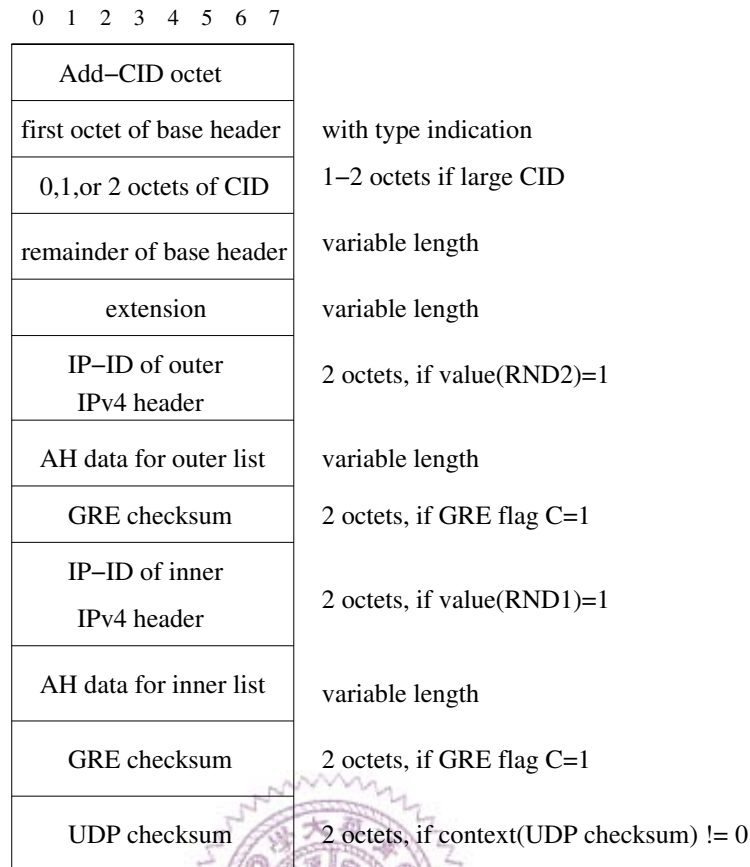 0 1 2 3 4 5 6 7
Add−CID octet
first octet of base header with type indication
0,1,or 2 octets of CID 1−2 octets if large CID
remainder of base header variable length
extension variable length
IP−ID of outer
IPv4 header
2 octets, if value(RND2)=1
AH data for outer list variable length
GRE checksum 2 octets, if GRE flag C=1
IP−ID of inner
IPv4 header
2 octets, if value(RND1)=1
AH data for inner list variable length
GRE checksum 2 octets, if GRE flag C=1
UDP checksum 2 octets, if context(UDP checksum) != 0